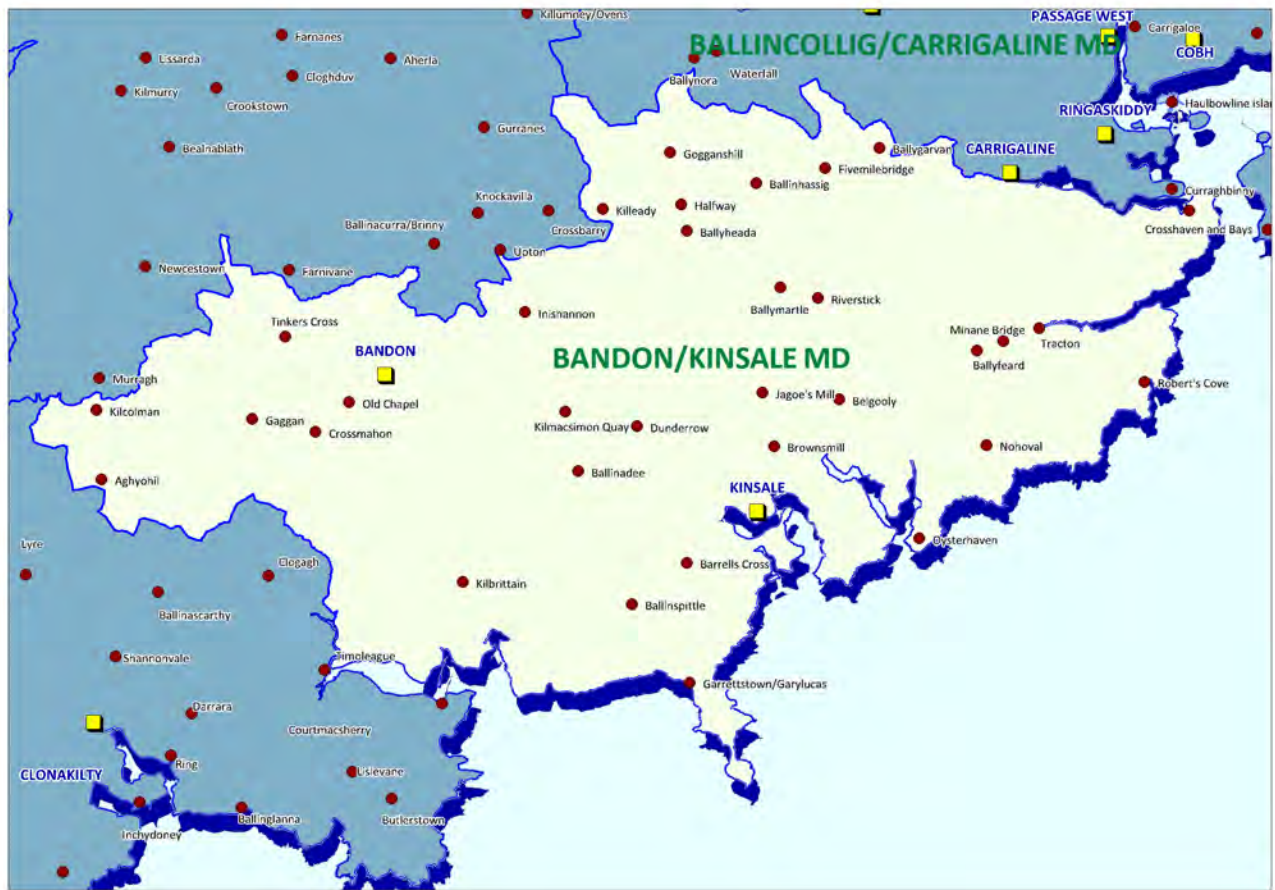 Killumney/Ovens
PASSAGE WEST
Carrigaloe
Farnanes
BALLINCOLLIG/CARRIGALINE MD
COBH
Lissarda
Aherla
Ballynora
Waterfall
Cloghduv
Kilmurry
Crookstown
Haulbowline islan
RINGASKIDDY
Gurranes
Bealnablath
CARRIGALINE
Ballygarvan
Gogganshill
Fivemilebridge
Ballinhassig
Curraghbinny
Knockavilla
Killeady
Halfway
Ballinacurra/Brinny
Crossbarry
Ballyheada
Crosshaven and Bays
Upton
Newcestown
Farnivane
Ballymartle
Riverstick
Inishannon
Tinkers Cross
Minane Bridge
Tracton
BANDON
BANDON/KINSALE MD
Ballyfeard
Murragh
Robert's Cove
Kilcolman
Old Chapel
Jagoe's Mill
Belgooly
Gaggan
Crossmahon
Kilmacsimon Quay
Dunderrow
Brownsmill
Nohoval
Aghyohil
Ballinadee
KINSALE
Lyre
Oysterhaven
Clogagh
Barrells Cross
Kilbrittain
Ballinascarthy
Ballinspittle
Shannonvale
Timoleague
Garrettstown/Garylucas
Darrara
Courtmacsherry
Ring
CLONAKILTY
Lislevane
Ballinglanna
Butlerstown
Inchydoney